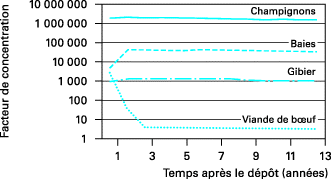 Facteur de concentration
10 000 000
1 000 000
100 000
10 000
1 000
100
10
1
Champignons
Baies
Gibier
Viande de bœuf
1 3 5 7 9 11 13
Temps après le dépôt (années)